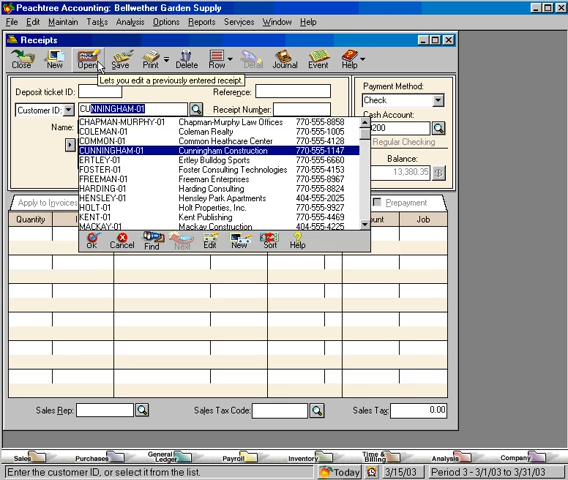 Peachtree Accounting: Bellwether Garden Supply
File Edit Maintain Tasks Analysis Options Reports Services Window Help
Receipts
Close New Open Save Print Delete Row Detail Journal Event Help
Lets you edit a previously entered receipt.
Deposit ticket ID: Reference: Payment Method:
Check
Customer ID: CUNNINGHAM-01 Receipt Number: Cash Account:
Name: 0200
Regular Checking
Balance:
13,380.35
CHAPMAN-MURPHY-01 Chapman-Murphy Law Offices 770-555-8858
COLEMAN-01 Coleman Realty 770-555-1005
COMMON-01 Common Heathcare Center 770-555-4128
CUNNINGHAM-01 Cunningham Construction 770-555-1147
ERTLEY-01 Ertley Bulldog Sports 770-555-6660
FOSTER-01 Foster Consulting Technologies 770-555-4153
FREEMAN-01 Freeman Enterprises 770-555-8967
HARDING-01 Harding Consulting 770-555-8824
HENSLEY-01 Hensley Park Apartments 404-555-2025
HOLT-01 Holt Properties, Inc. 770-555-9327
KENT-01 Kent Publishing 770-555-4469
MACKAY-01 Mackay Construction 404-555-4225
OK Cancel Find Next Edit New Sort Help
Apply to Invoices Prepayment
Quantity ount Job
Sales Rep: Sales Tax Code: Sales Tax: 0.00
Sales Purchases General Ledger Payroll Inventory Time & Billing Analysis Company
Enter the customer ID, or select it from the list. Today 3/15/03 Period 3 - 3/1/03 to 3/31/03